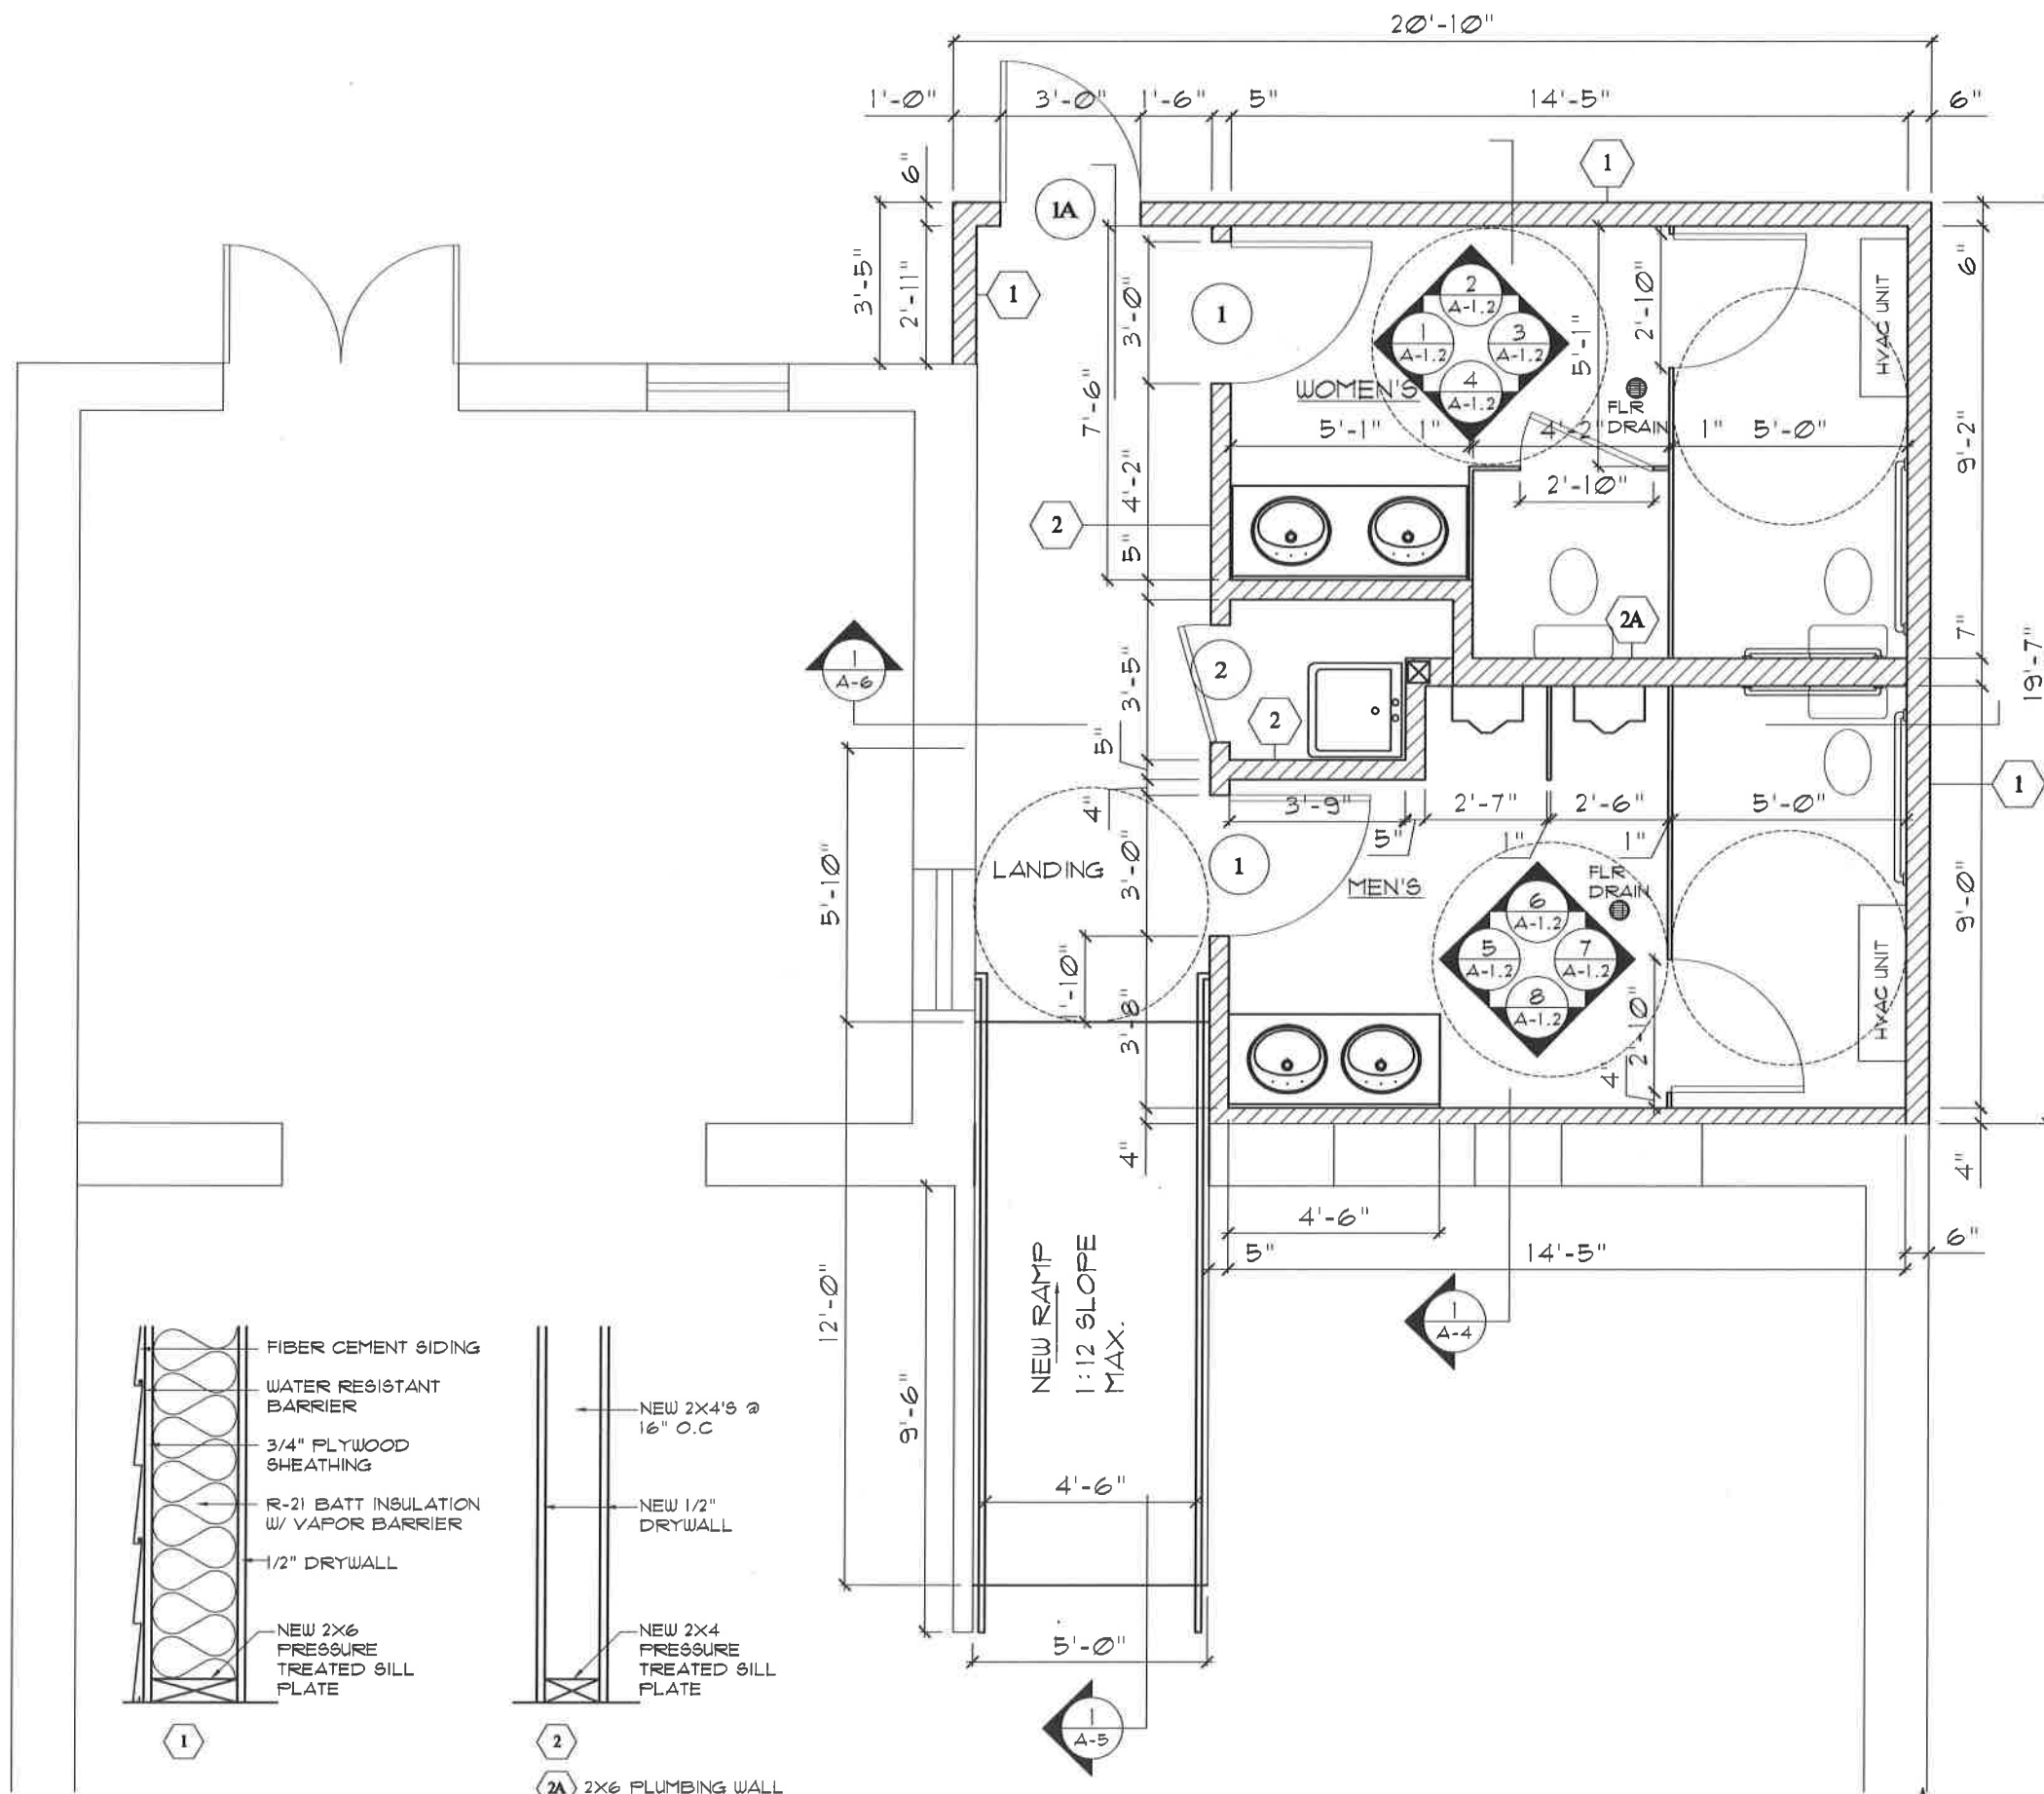 20'-10"
1'-0"
3'-0"
1'-6"
5"
14'-5"
6"
6"
3'-5"
2'-11"
1A
1
1
1
3'-0"
7'-6"
4'-2"
5"
2
A-1.2
1
A-1.2
3
A-1.2
4
A-1.2
WOMEN'S
5'-1"
2'-10"
HVAC UNIT
FLR
DRAIN
5'-1"
1"
4'-2"
1"
5'-0"
2'-10"
6"
9'-2"
7"
19'-7"
9'-0"
4"
2
2A
1
A-6
2
2
3'-5"
5"
4"
3'-9"
5"
2'-7"
1"
2'-6"
1"
5'-0"
1
5'-10"
LANDING
3'-0"
1'-10"
3'-8"
4"
1
MEN'S
FLR
DRAIN
6
A-1.2
5
A-1.2
7
A-1.2
8
A-1.2
2'-10"
4"
HVAC UNIT
4'-6"
5"
14'-5"
6"
12'-0"
9'-6"
NEW RAMP
1:12 SLOPE
MAX.
1
A-4
4'-6"
5'-0"
1
A-5
FIBER CEMENT SIDING
WATER RESISTANT
BARRIER
3/4" PLYWOOD
SHEATHING
R-21 BATT INSULATION
W/ VAPOR BARRIER
1/2" DRYWALL
NEW 2X6
PRESSURE
TREATED SILL
PLATE
1
NEW 2X4'S @
16" O.C
NEW 1/2"
DRYWALL
NEW 2X4
PRESSURE
TREATED SILL
PLATE
2
2A 2X6 PLUMBING WALL